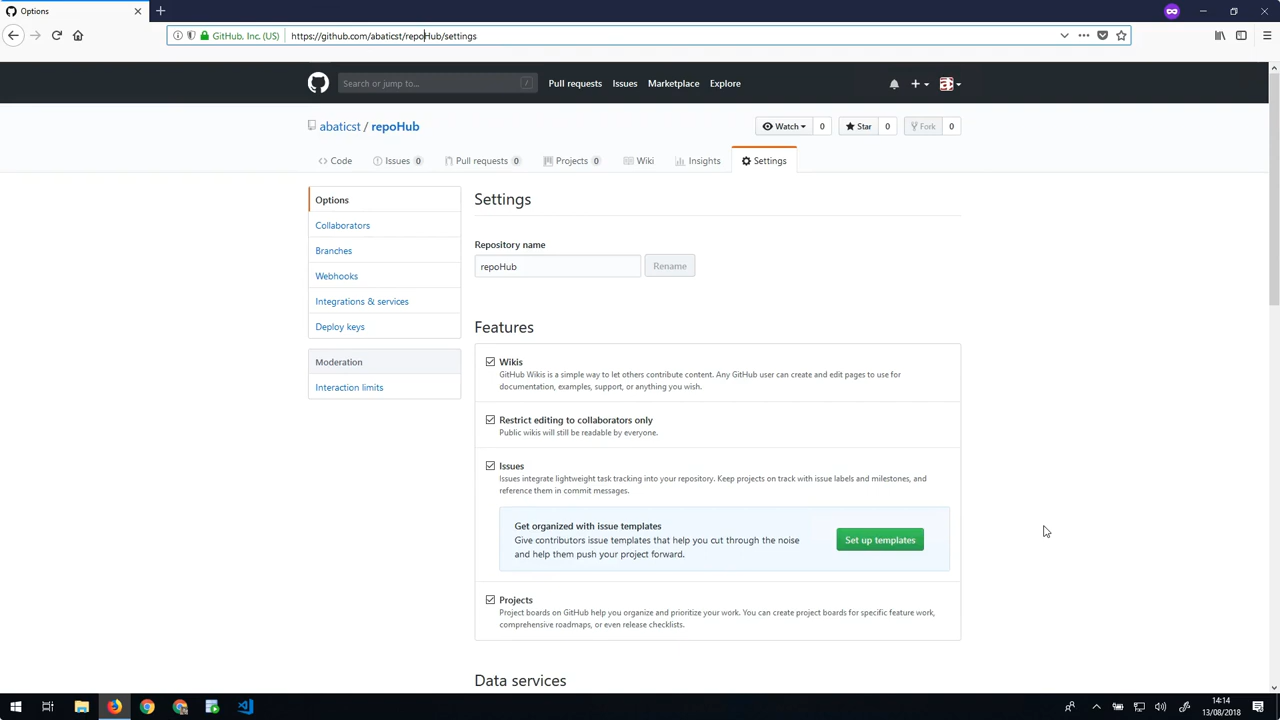 Options
GitHub, Inc. (US)
https://github.com/abaticst/repoHub/settings
Search or jump to...
/
Pull requests
Issues
Marketplace
Explore
abaticst / repoHub
Watch
0
Star
0
Fork
0
Code
Issues 0
Pull requests 0
Projects 0
Wiki
Insights
Settings
Options
Collaborators
Branches
Webhooks
Integrations & services
Deploy keys
Moderation
Interaction limits
Settings
Repository name
repoHub
Rename
Features
Wikis
GitHub Wikis is a simple way to let others contribute content. Any GitHub user can create and edit pages to use for
documentation, examples, support, or anything you wish.
Restrict editing to collaborators only
Public wikis will still be readable by everyone.
Issues
Issues integrate lightweight task tracking into your repository. Keep projects on track with issue labels and milestones, and
reference them in commit messages.
Get organized with issue templates
Give contributors issue templates that help you cut through the noise
and help them push your project forward.
Set up templates
Projects
Project boards on GitHub help you organize and prioritize your work. You can create project boards for specific feature work,
comprehensive roadmaps, or even release checklists.
Data services
14:14
13/08/2018